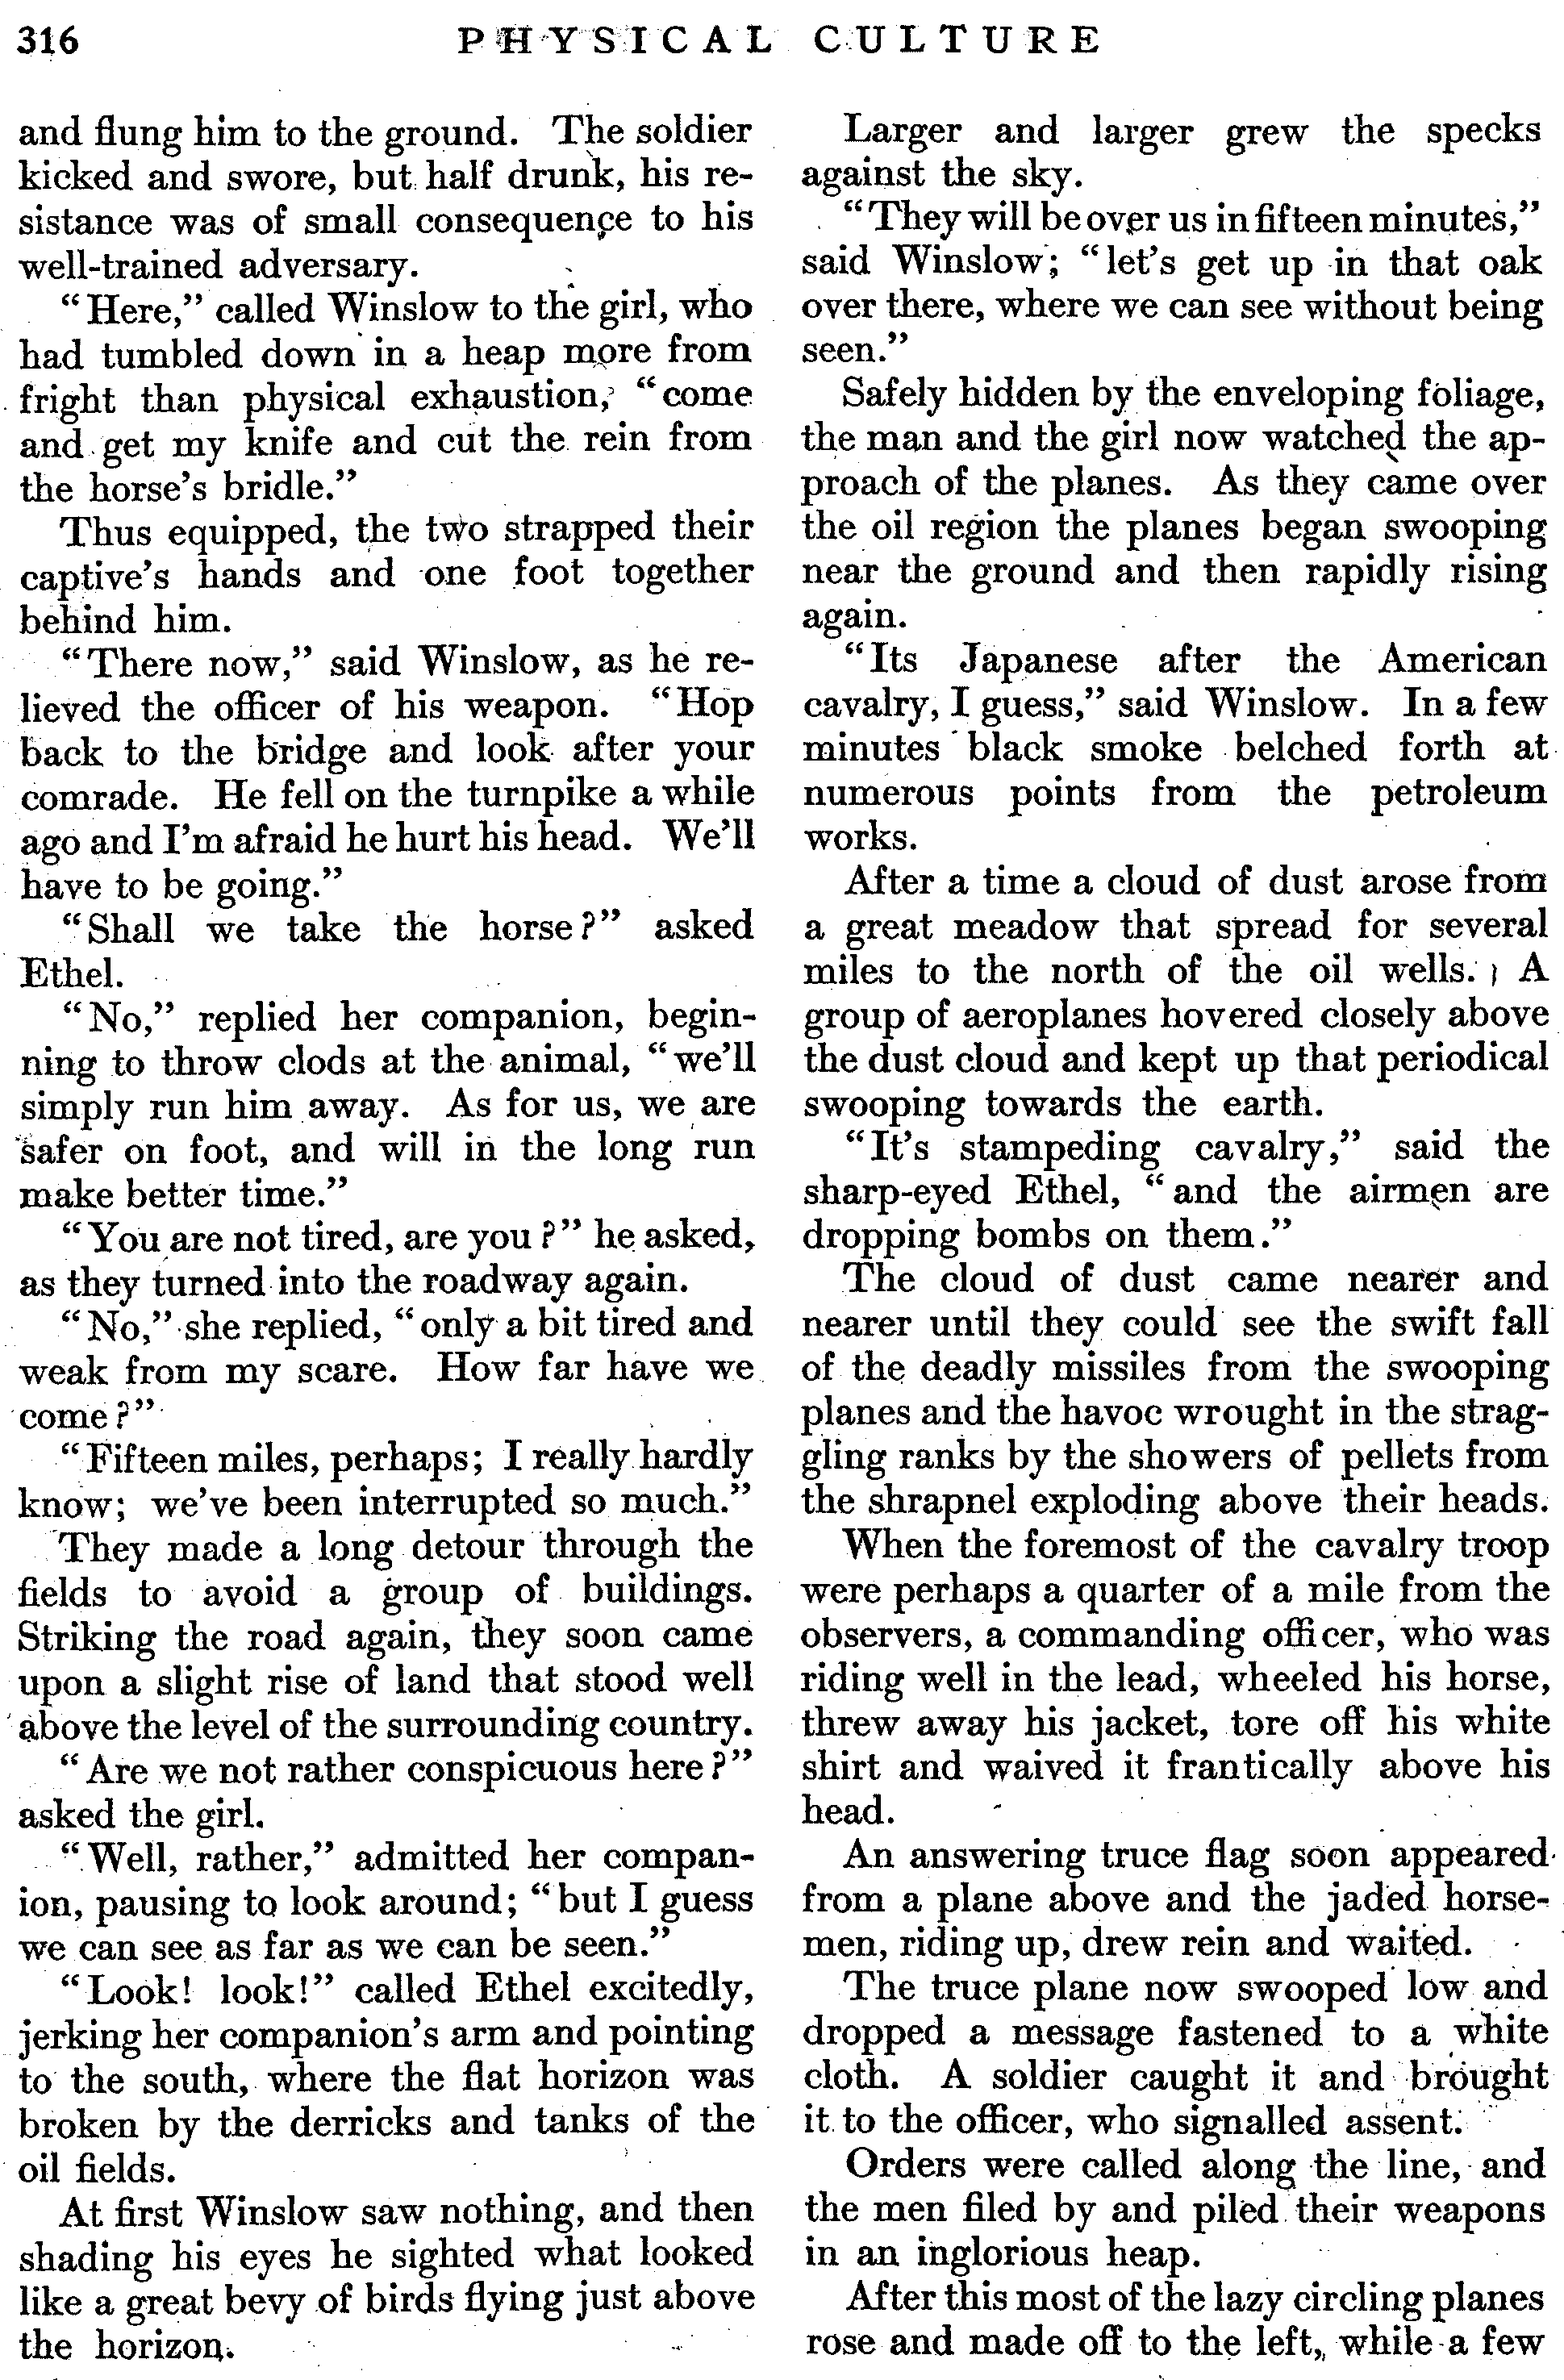 316
PHYSICAL CULTURE
and flung him to the ground. The soldier
kicked and swore, but half drunk, his re-
sistance was of small consequence to his
well-trained adversary.
"Here," called Winslow to the girl, who
had tumbled down in a heap more from
fright than physical exhaustion, "come
and get my knife and cut the rein from
the horse's bridle."
Thus equipped, the two strapped their
captive's hands and one foot together
behind him.
"There now," said Winslow, as he re-
lieved the officer of his weapon. "Hop
back to the bridge and look after your
comrade. He fell on the turnpike a while
ago and I'm afraid he hurt his head. We'll
have to be going."
"Shall we take the horse?" asked
Ethel.
"No," replied her companion, begin-
ning to throw clods at the animal, "we'll
simply run him away. As for us, we are
safer on foot, and will in the long run
make better time."
"You are not tired, are you?" he asked,
as they turned into the roadway again.
"No," she replied, "only a bit tired and
weak from my scare. How far have we
come?"
"Fifteen miles, perhaps; I really hardly
know; we've been interrupted so much."
They made a long detour through the
fields to avoid a group of buildings.
Striking the road again, they soon came
upon a slight rise of land that stood well
above the level of the surrounding country.
"Are we not rather conspicuous here?"
asked the girl.
"Well, rather," admitted her compan-
ion, pausing to look around; "but I guess
we can see as far as we can be seen."
"Look! look!" called Ethel excitedly,
jerking her companion's arm and pointing
to the south, where the flat horizon was
broken by the derricks and tanks of the
oil fields.
At first Winslow saw nothing, and then
shading his eyes he sighted what looked
like a great bevy of birds flying just above
the horizon.
Larger and larger grew the specks
against the sky.
"They will be over us in fifteen minutes,"
said Winslow; "let's get up in that oak
over there, where we can see without being
seen."
Safely hidden by the enveloping foliage,
the man and the girl now watched the ap-
proach of the planes. As they came over
the oil region the planes began swooping
near the ground and then rapidly rising
again.
"Its Japanese after the American
cavalry, I guess," said Winslow. In a few
minutes black smoke belched forth at
numerous points from the petroleum
works.
After a time a cloud of dust arose from
a great meadow that spread for several
miles to the north of the oil wells. A
group of aeroplanes hovered closely above
the dust cloud and kept up that periodical
swooping towards the earth.
"It's stampeding cavalry," said the
sharp-eyed Ethel, "and the airmen are
dropping bombs on them."
The cloud of dust came nearer and
nearer until they could see the swift fall
of the deadly missiles from the swooping
planes and the havoc wrought in the strag-
gling ranks by the showers of pellets from
the shrapnel exploding above their heads.
When the foremost of the cavalry troop
were perhaps a quarter of a mile from the
observers, a commanding officer, who was
riding well in the lead, wheeled his horse,
threw away his jacket, tore off his white
shirt and waived it frantically above his
head.
An answering truce flag soon appeared
from a plane above and the jaded horse-
men, riding up, drew rein and waited.
The truce plane now swooped low and
dropped a message fastened to a white
cloth. A soldier caught it and brought
it to the officer, who signalled assent.
Orders were called along the line, and
the men filed by and piled their weapons
in an inglorious heap.
After this most of the lazy circling planes
rose and made off to the left, while a few